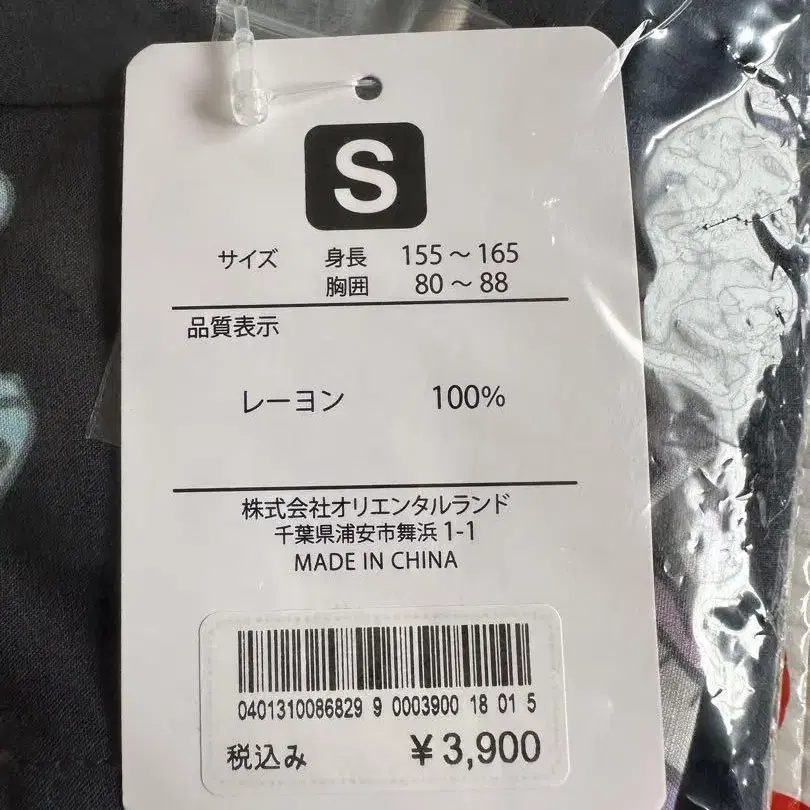 S
サイズ 身長 155～165
胸囲 80～88
品質表示
レーヨン 100%
株式会社オリエンタルランド
千葉県浦安市舞浜 1-1
MADE IN CHINA
0401310086829 9 0003900 18 01 5
税込み ¥3,900